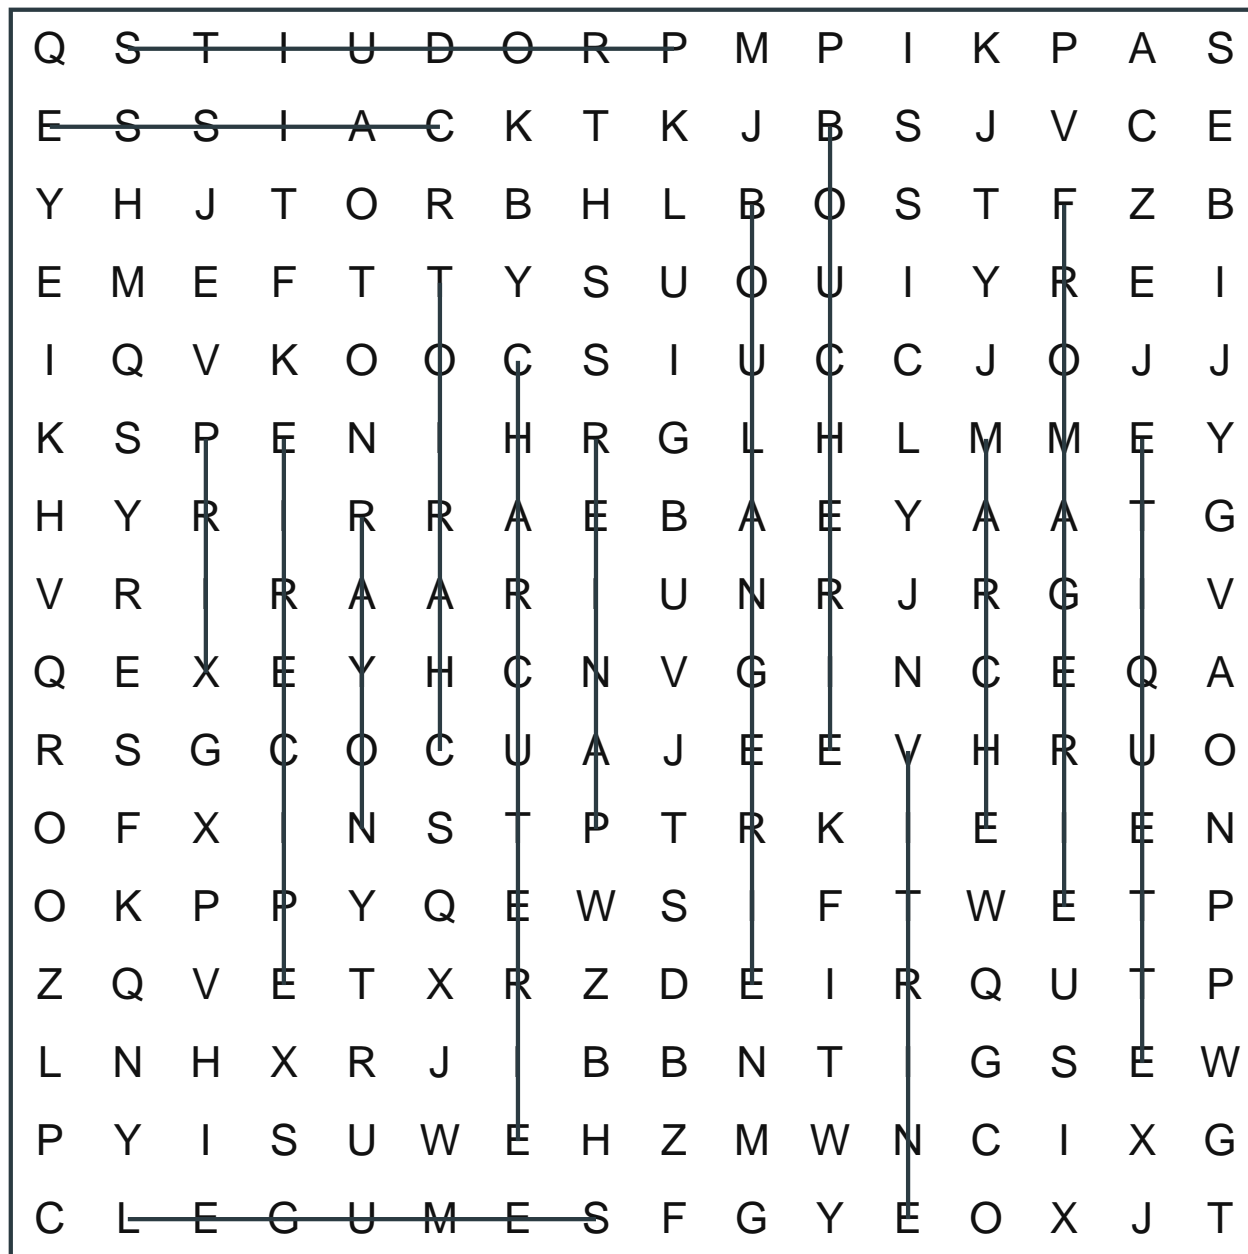 Q S T I U D O R P M P I K P A S
E S S I A C K T K J B S J V C E
Y H J T O R B H L B O S T F Z B
E M E F T T Y S U O U I Y R E I
I Q V K O O C S I U C C J O J J
K S P E N I H R G L H L M M E Y
H Y R I R R A E B A E Y A A T G
V R I R A A R I U N R J R G I V
Q E X E Y H C N V G I N C E Q A
R S G C O C U A J E E V H R U O
O F X I N S T P T R K I E I E N
O K P P Y Q E W S I F T W E T P
Z Q V E T X R Z D E I R Q U T P
L N H X R J I B B N T I G S E W
P Y I S U W E H Z M W N C I X G
C L E G U M E S F G Y E O X J T